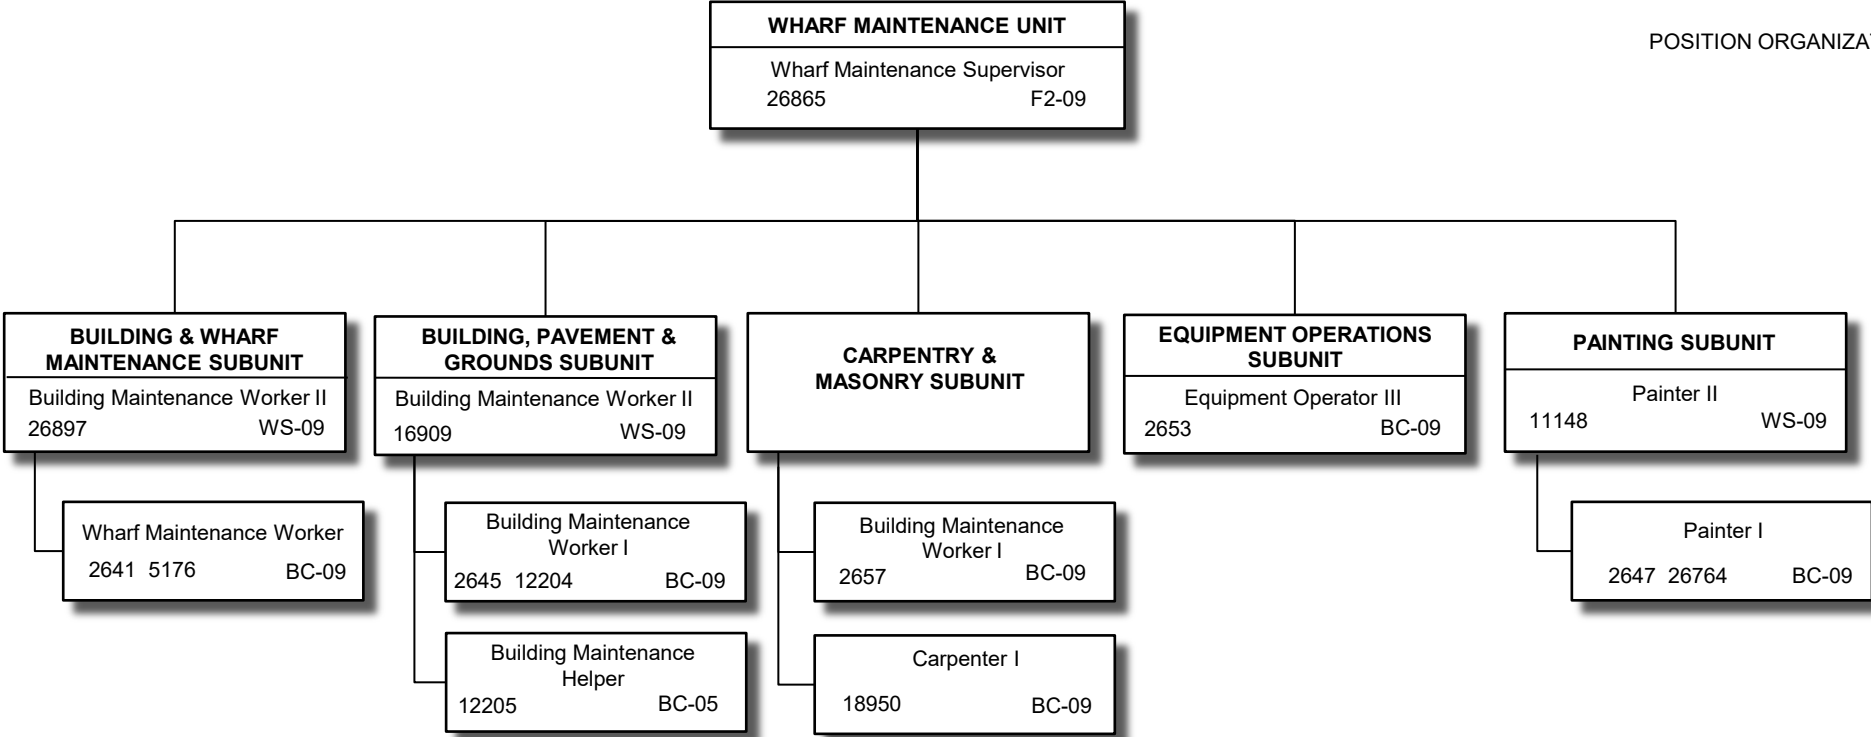 WHARF MAINTENANCE UNIT
Wharf Maintenance Supervisor
26865 F2-09
POSITION ORGANIZAT
BUILDING & WHARF
MAINTENANCE SUBUNIT
Building Maintenance Worker II
26897 WS-09
Wharf Maintenance Worker
2641 5176 BC-09
BUILDING, PAVEMENT &
GROUNDS SUBUNIT
Building Maintenance Worker II
16909 WS-09
Building Maintenance
Worker I
2645 12204 BC-09
Building Maintenance
Helper
12205 BC-05
CARPENTRY &
MASONRY SUBUNIT
Building Maintenance
Worker I
2657 BC-09
Carpenter I
18950 BC-09
EQUIPMENT OPERATIONS
SUBUNIT
Equipment Operator III
2653 BC-09
PAINTING SUBUNIT
Painter II
11148 WS-09
Painter I
2647 26764 BC-09